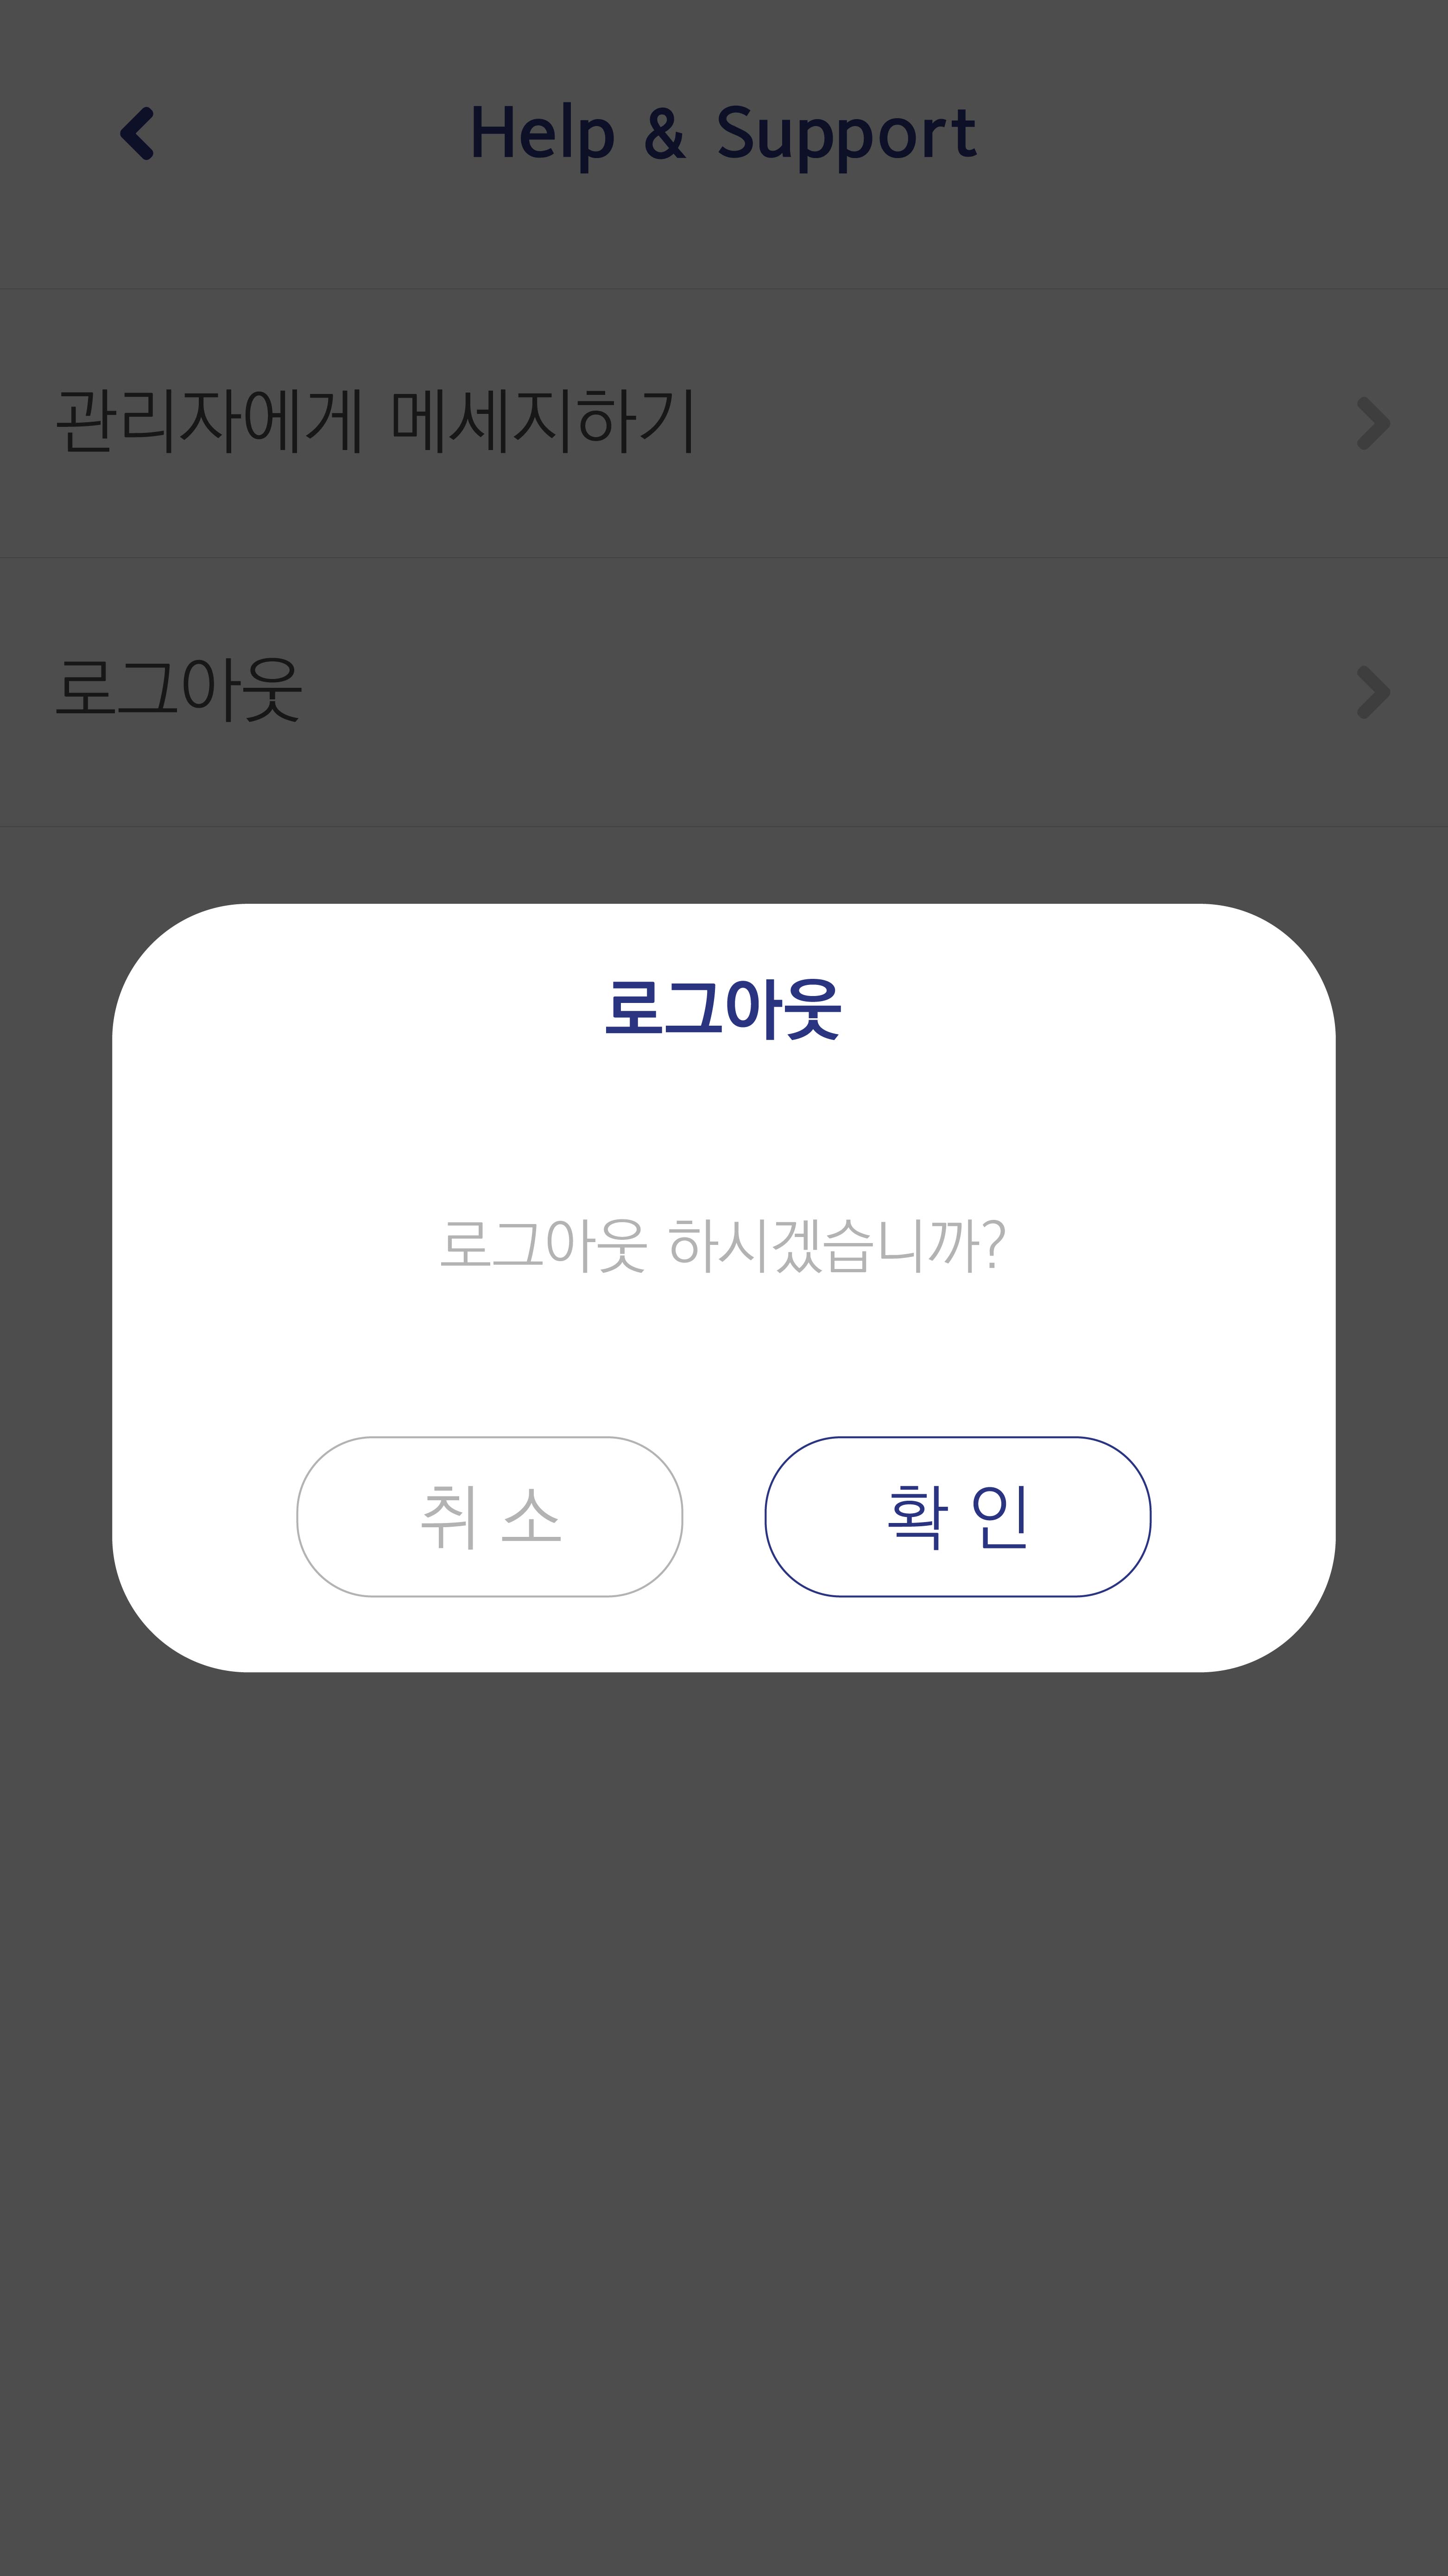 Help & Support
관리자에게 메세지하기
로그아웃
로그아웃
로그아웃 하시겠습니까?
취 소
확 인